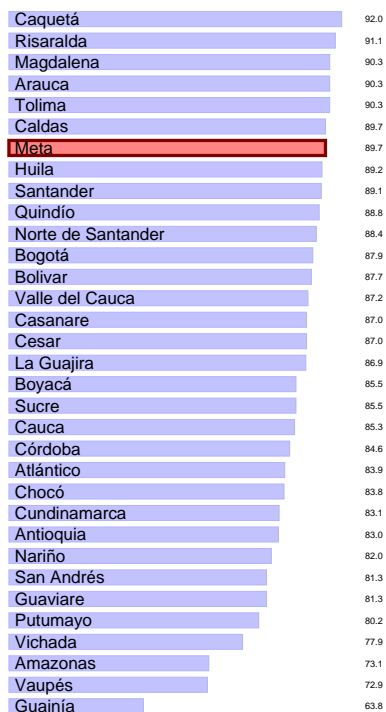 Caquetá 92.0
Risaralda 91.1
Magdalena 90.3
Arauca 90.3
Tolima 90.3
Caldas 89.7
Meta 89.7
Huila 89.2
Santander 89.1
Quindío 88.8
Norte de Santander 88.4
Bogotá 87.9
Bolivar 87.7
Valle del Cauca 87.2
Casanare 87.0
Cesar 87.0
La Guajira 86.9
Boyacá 85.5
Sucre 85.5
Cauca 85.3
Córdoba 84.6
Atlántico 83.9
Chocó 83.8
Cundinamarca 83.1
Antioquia 83.0
Nariño 82.0
San Andrés 81.3
Guaviare 81.3
Putumayo 80.2
Vichada 77.9
Amazonas 73.1
Vaupés 72.9
Guainía 63.8